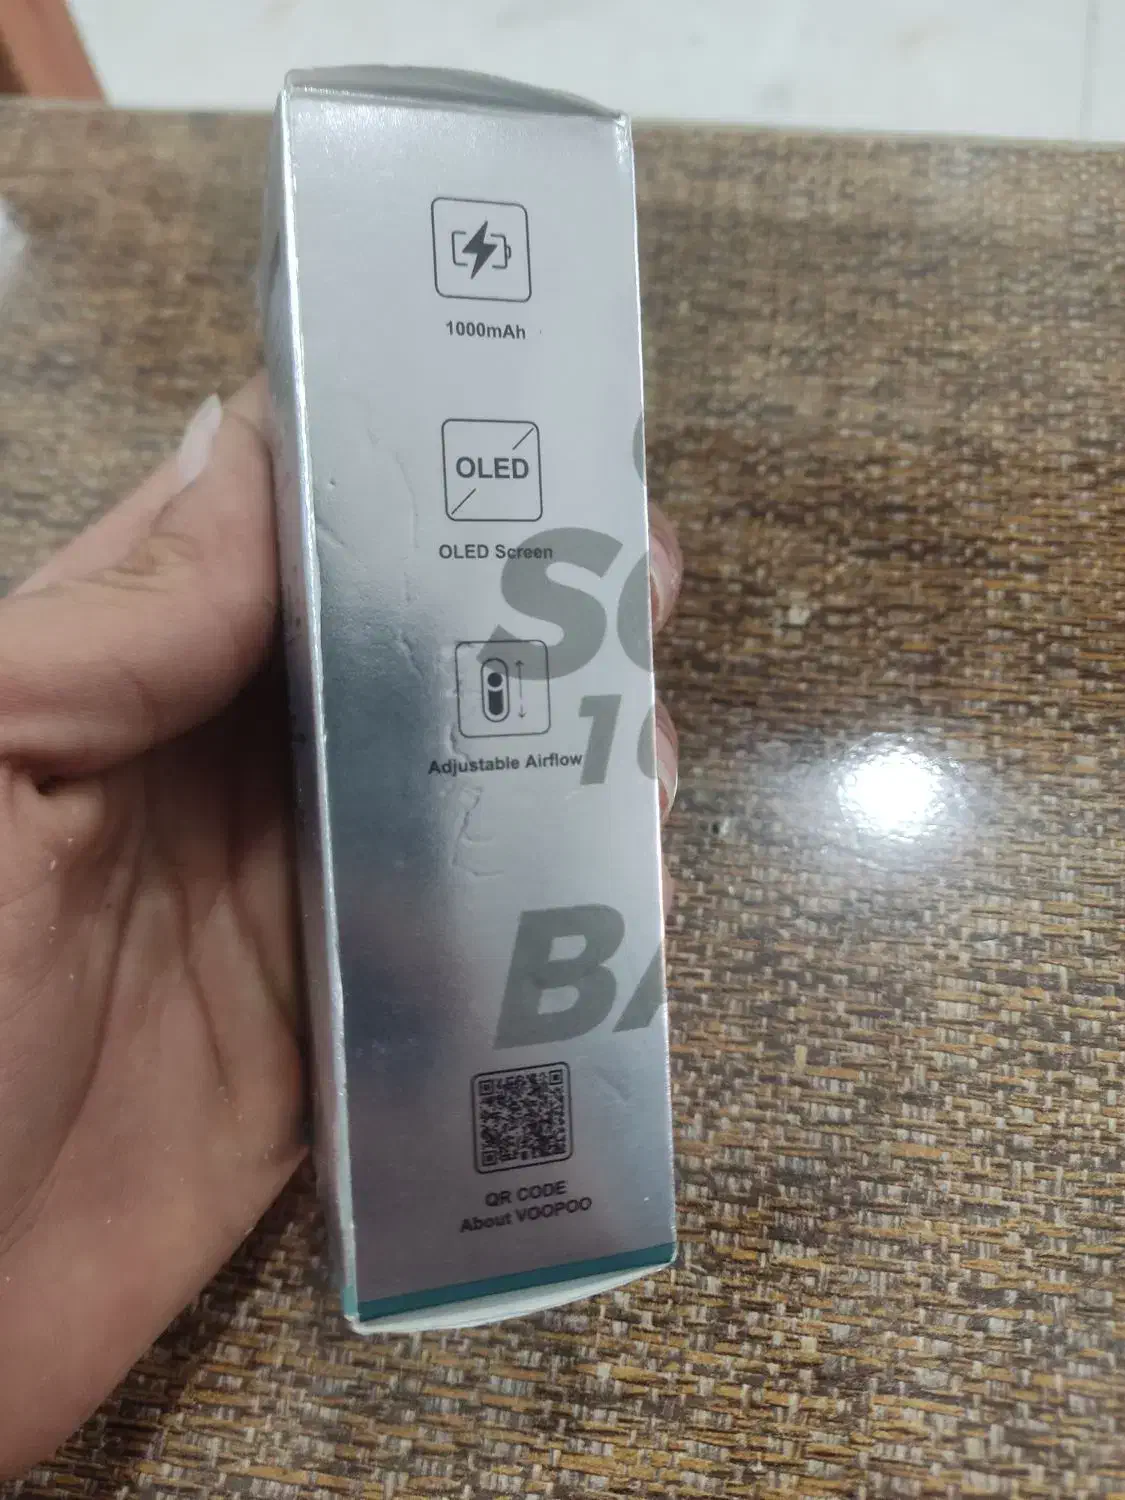 1000mAh
OLED
OLED Screen
Adjustable Airflow
QR CODE
About VOOPOO